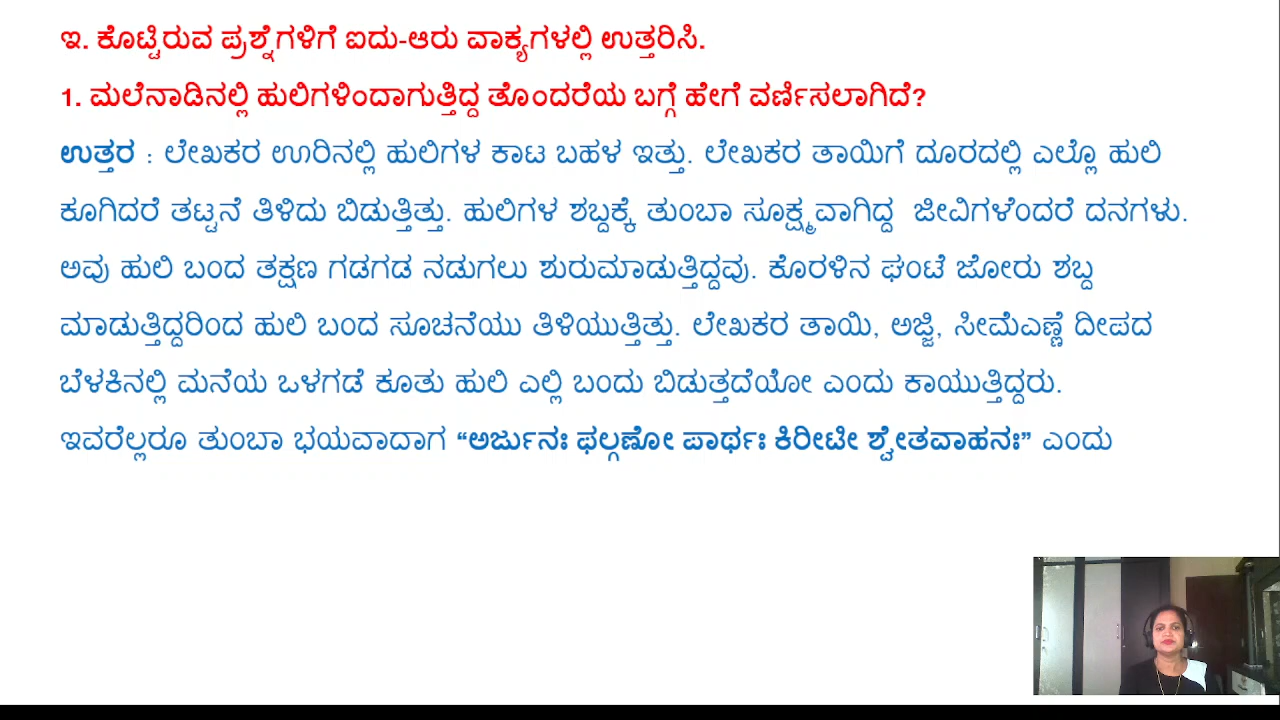 ಇ. ಕೊಟ್ಟಿರುವ ಪ್ರಶ್ನೆಗಳಿಗೆ ಐದು-ಆರು ವಾಕ್ಯಗಳಲ್ಲಿ ಉತ್ತರಿಸಿ.
1. ಮಲೆನಾಡಿನಲ್ಲಿ ಹುಲಿಗಳಿಂದಾಗುತ್ತಿದ್ದ ತೊಂದರೆಯ ಬಗ್ಗೆ ಹೇಗೆ ವರ್ಣಿಸಲಾಗಿದೆ?
ಉತ್ತರ : ಲೇಖಕರ ಊರಿನಲ್ಲಿ ಹುಲಿಗಳ ಕಾಟ ಬಹಳ ಇತ್ತು. ಲೇಖಕರ ತಾಯಿಗೆ ದೂರದಲ್ಲಿ ಎಲ್ಲೊ ಹುಲಿ
ಕೂಗಿದರೆ ತಟ್ಟನೆ ತಿಳಿದು ಬಿಡುತ್ತಿತ್ತು. ಹುಲಿಗಳ ಶಬ್ದಕ್ಕೆ ತುಂಬಾ ಸೂಕ್ಷ್ಮವಾಗಿದ್ದ ಜೀವಿಗಳೆಂದರೆ ದನಗಳು.
ಅವು ಹುಲಿ ಬಂದ ತಕ್ಷಣ ಗಡಗಡ ನಡುಗಲು ಶುರುಮಾಡುತ್ತಿದ್ದವು. ಕೊರಳಿನ ಘಂಟೆ ಜೋರು ಶಬ್ದ
ಮಾಡುತ್ತಿದ್ದರಿಂದ ಹುಲಿ ಬಂದ ಸೂಚನೆಯು ತಿಳಿಯುತ್ತಿತ್ತು. ಲೇಖಕರ ತಾಯಿ, ಅಜ್ಜಿ, ಸೀಮೆಎಣ್ಣೆ ದೀಪದ
ಬೆಳಕಿನಲ್ಲಿ ಮನೆಯ ಒಳಗಡೆ ಕೂತು ಹುಲಿ ಎಲ್ಲಿ ಬಂದು ಬಿಡುತ್ತದೆಯೋ ಎಂದು ಕಾಯುತ್ತಿದ್ದರು.
ಇವರೆಲ್ಲರೂ ತುಂಬಾ ಭಯವಾದಾಗ “ಅರ್ಜುನಃ ಫಲ್ಗಣೋ ಪಾರ್ಥಃ ಕಿರೀಟೀ ಶ್ವೇತವಾಹನಃ” ಎಂದು